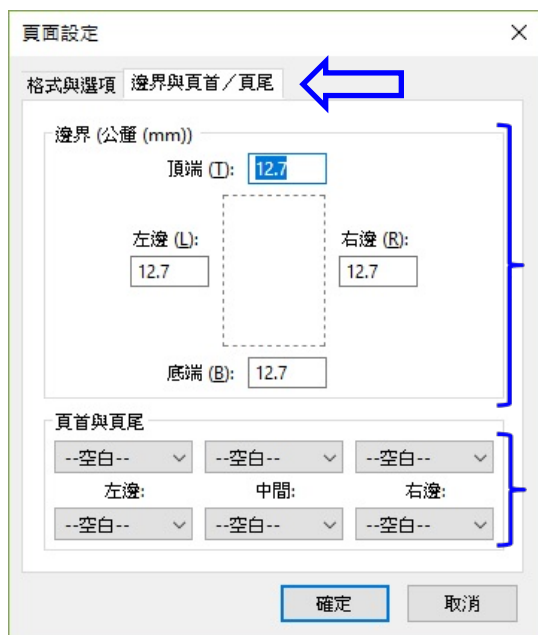 頁面設定
格式與選項 邊界與頁首／頁尾
邊界 (公釐 (mm))
頂端 (T): 12.7
左邊 (L): 右邊 (R):
12.7 12.7
底端 (B): 12.7
頁首與頁尾
--空白-- --空白-- --空白--
左邊: 中間: 右邊:
--空白-- --空白-- --空白--
確定 取消